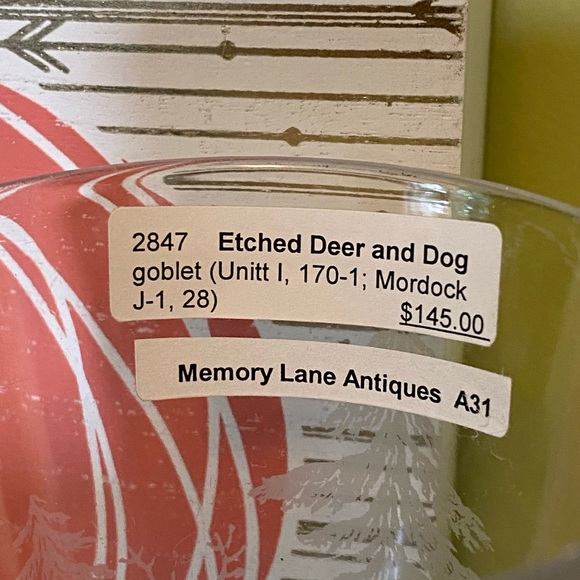 2847 Etched Deer and Dog
goblet (Unitt I, 170-1; Mordock
J-1, 28) $145.00
Memory Lane Antiques A31